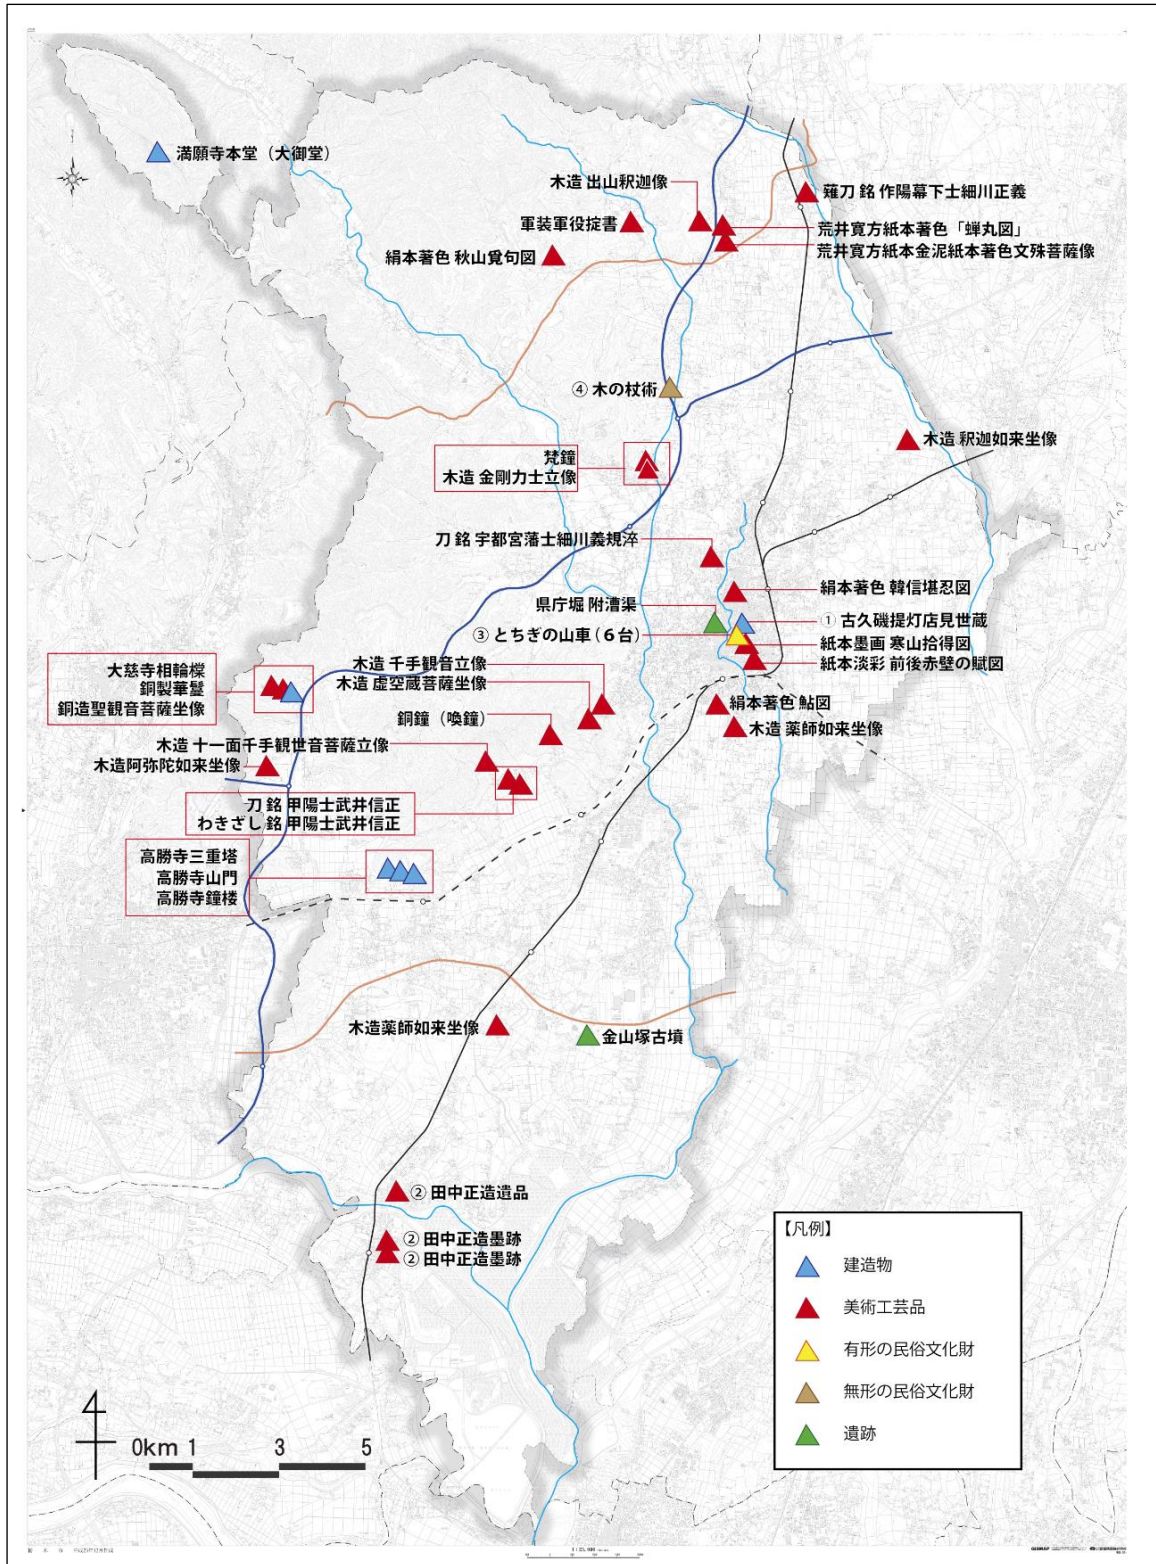 満願寺本堂（大御堂）
木造 出山釈迦像
薙刀 銘 作陽幕下士細川正義
軍装軍役掟書
荒井寛方紙本著色「蝉丸図」
荒井寛方紙本金泥紙本著色文殊菩薩像
絹本著色 秋山覓句図
④ 木の杖術
木造 釈迦如来坐像
梵鐘
木造 金剛力士立像
刀 銘 宇都宮藩士細川義規淬
絹本著色 韓信堪忍図
県庁堀 附漕渠
① 古久磯提灯店見世蔵
③ とちぎの山車（６台）
紙本墨画 寒山拾得図
紙本淡彩 前後赤壁の賦図
木造 千手観音立像
木造 虚空蔵菩薩坐像
大慈寺相輪橖
銅製華鬘
銅造聖観音菩薩坐像
絹本著色 鮎図
銅鐘（喚鐘）
木造 薬師如来坐像
木造 十一面千手観世音菩薩立像
木造阿弥陀如来坐像
刀 銘 甲陽士武井信正
わきざし 銘 甲陽士武井信正
高勝寺三重塔
高勝寺山門
高勝寺鐘楼
木造薬師如来坐像
金山塚古墳
② 田中正造遺品
② 田中正造墨跡
② 田中正造墨跡
【凡例】
建造物
美術工芸品
有形の民俗文化財
無形の民俗文化財
遺跡
0km 1 3 5